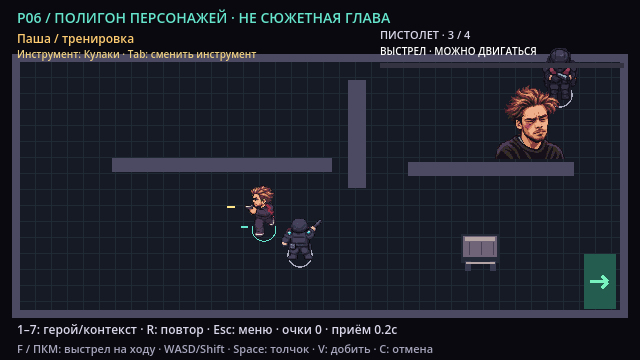 P06 / ПОЛИГОН ПЕРСОНАЖЕЙ · НЕ СЮЖЕТНАЯ ГЛАВА
Паша / тренировка
ПИСТОЛЕТ · 3 / 4
Инструмент: Кулаки · Tab: сменить инструмент
ВЫСТРЕЛ · МОЖНО ДВИГАТЬСЯ
1–7: герой/контекст · R: повтор · Esc: меню · очки 0 · приём 0.2с
F / ПКМ: выстрел на ходу · WASD/Shift · Space: толчок · V: добить · C: отмена